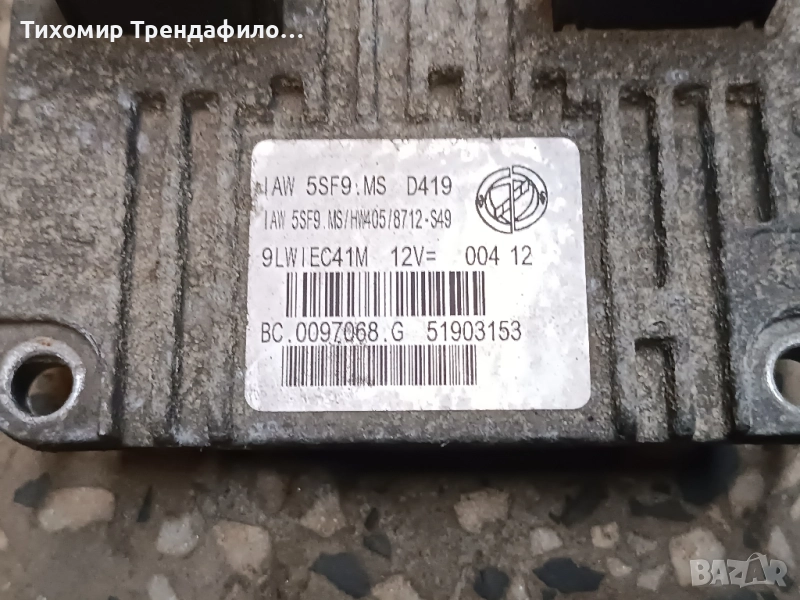 Тихомир Трендафило...
IAW 5SF9.MS D419
IAW 5SF9.MS/HW405/8712-S49
9LWIEC41M 12V= 004 12
BC.0097068.G 51903153
BAZAR